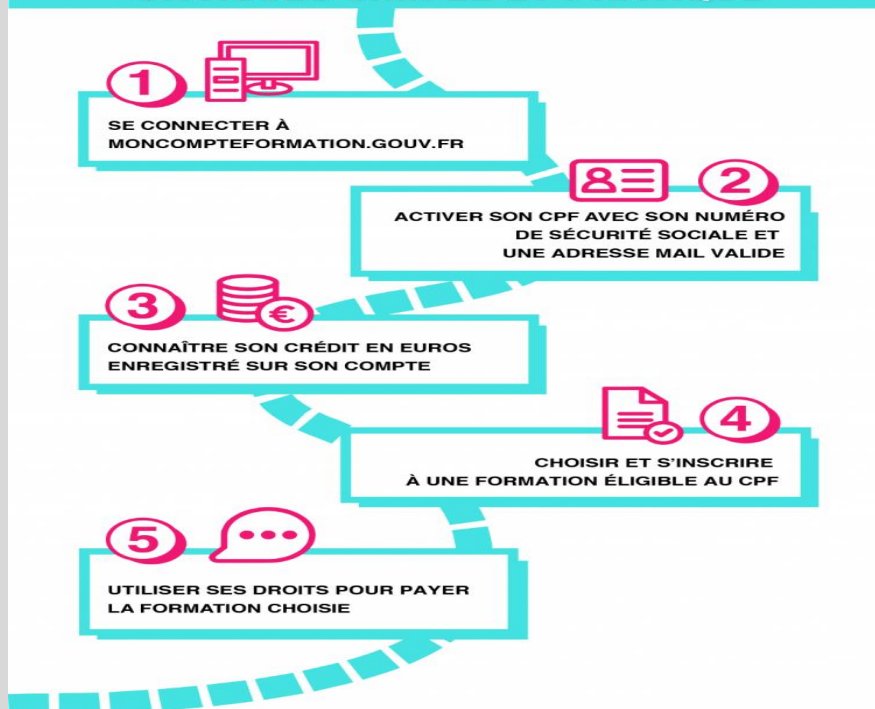 1
SE CONNECTER À
MONCOMPTEFORMATION.GOUV.FR
2
ACTIVER SON CPF AVEC SON NUMÉRO
DE SÉCURITÉ SOCIALE ET
UNE ADRESSE MAIL VALIDE
3
€
CONNAÎTRE SON CRÉDIT EN EUROS
ENREGISTRÉ SUR SON COMPTE
4
CHOISIR ET S'INSCRIRE
À UNE FORMATION ÉLIGIBLE AU CPF
5
UTILISER SES DROITS POUR PAYER
LA FORMATION CHOISIE